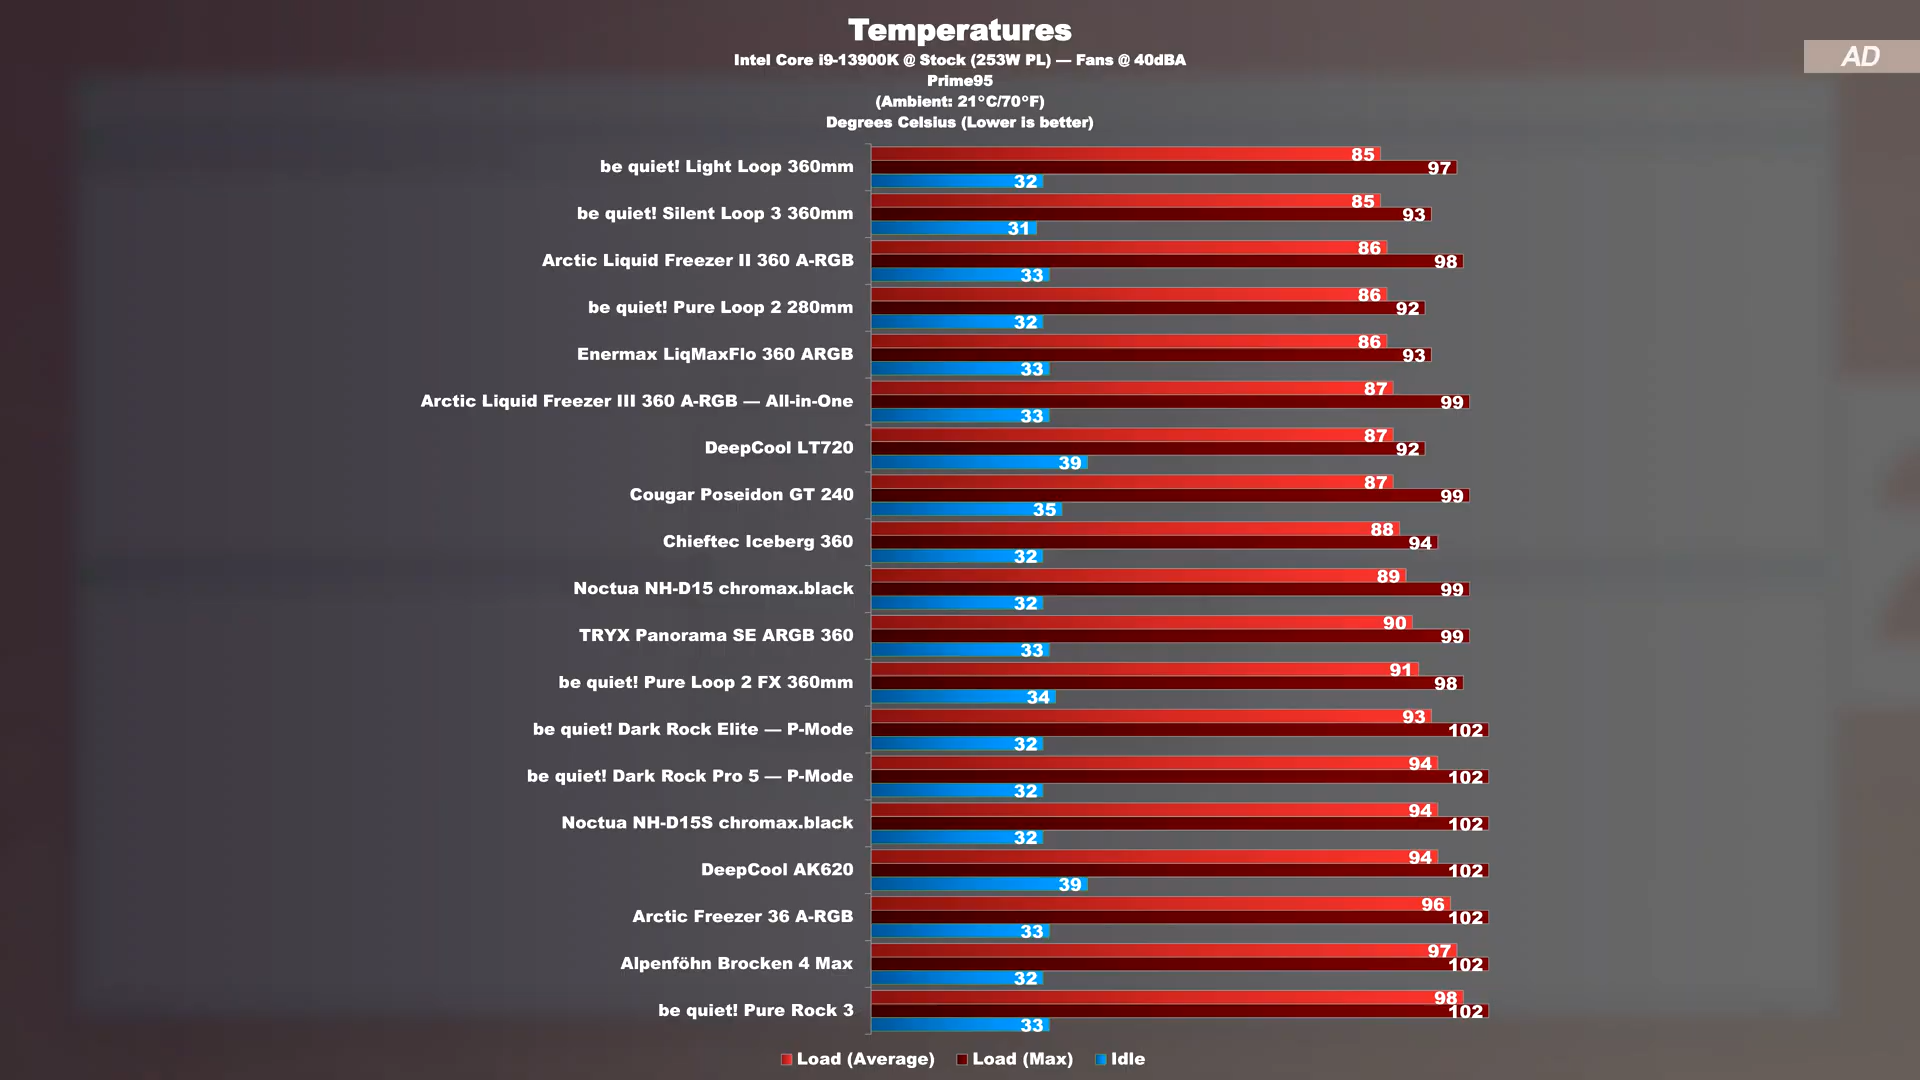 Temperatures
AD
Intel Core i9-13900K @ Stock (253W PL) — Fans @ 40dBA
Prime95
(Ambient: 21°C/70°F)
Degrees Celsius (Lower is better)
be quiet! Light Loop 360mm 85 97 32
be quiet! Silent Loop 3 360mm 85 93 31
Arctic Liquid Freezer II 360 A-RGB 86 98 33
be quiet! Pure Loop 2 280mm 86 92 32
Enermax LiqMaxFlo 360 ARGB 86 93 33
Arctic Liquid Freezer III 360 A-RGB — All-in-One 87 99 33
DeepCool LT720 87 92 39
Cougar Poseidon GT 240 87 99 35
Chieftec Iceberg 360 88 94 32
Noctua NH-D15 chromax.black 89 99 32
TRYX Panorama SE ARGB 360 90 99 33
be quiet! Pure Loop 2 FX 360mm 91 98 34
be quiet! Dark Rock Elite — P-Mode 93 102 32
be quiet! Dark Rock Pro 5 — P-Mode 94 102 32
Noctua NH-D15S chromax.black 94 102 32
DeepCool AK620 94 102 39
Arctic Freezer 36 A-RGB 96 102 33
Alpenföhn Brocken 4 Max 97 102 32
be quiet! Pure Rock 3 98 102 33
Load (Average) Load (Max) Idle